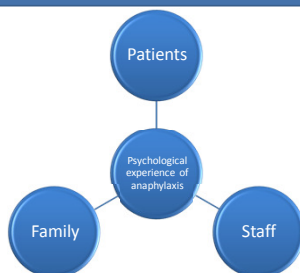 Patients
Psychological
experience of
anaphylaxis
Family
Staff